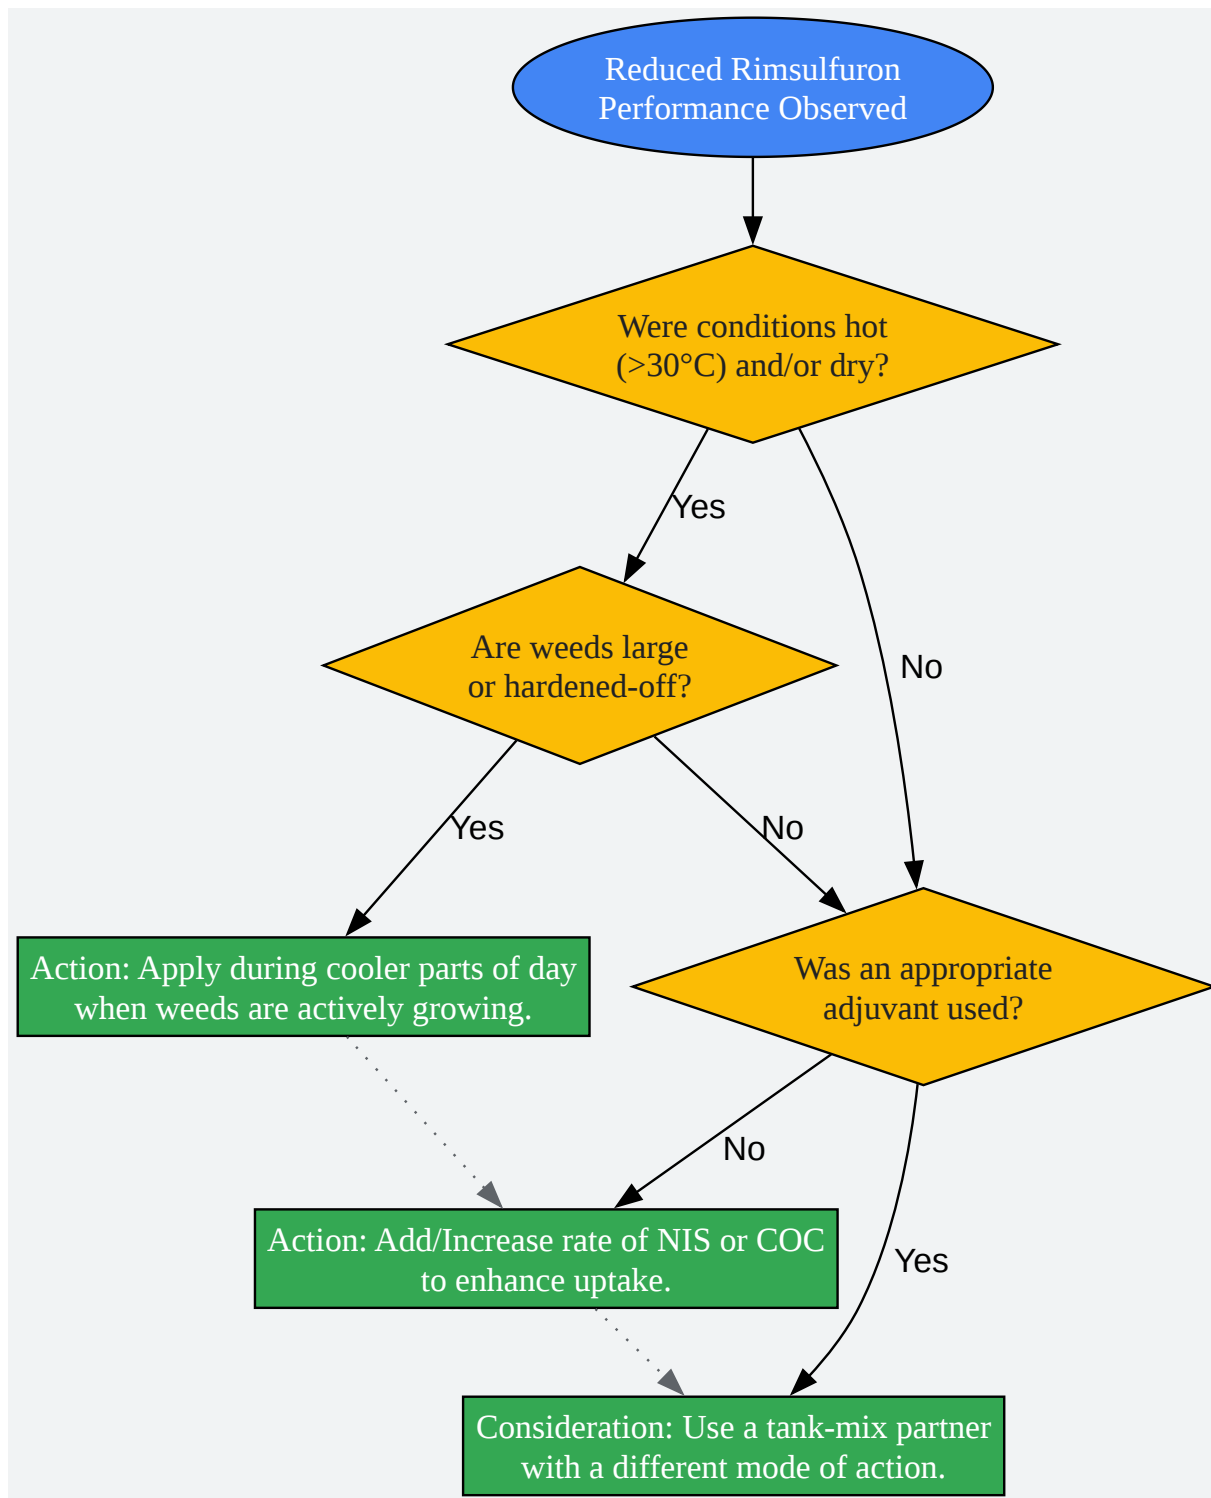 Reduced Rimsulfuron
Performance Observed
Were conditions hot
(>30°C) and/or dry?
Yes
No
Are weeds large
or hardened-off?
Yes
No
Action: Apply during cooler parts of day
when weeds are actively growing.
Was an appropriate
adjuvant used?
No
Yes
Action: Add/Increase rate of NIS or COC
to enhance uptake.
Consideration: Use a tank-mix partner
with a different mode of action.